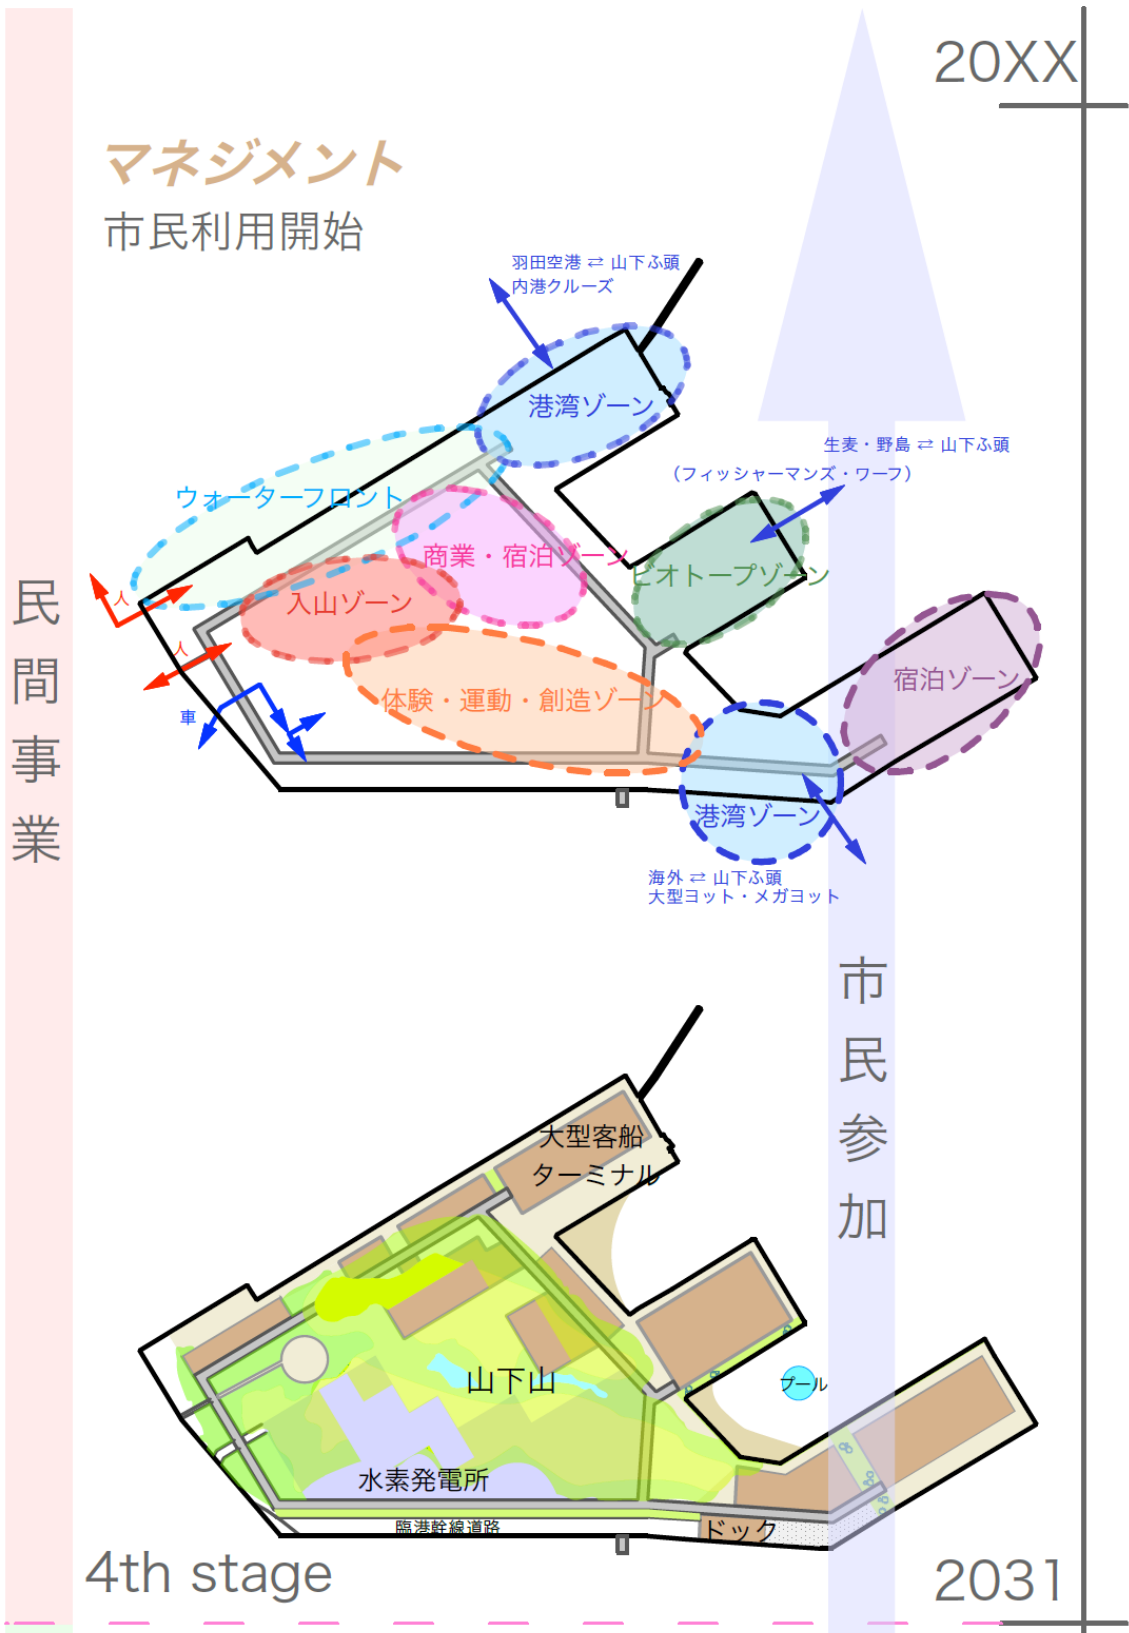 20XX
マネジメント
市民利用開始
羽田空港 ⇄ 山下ふ頭
内港クルーズ
港湾ゾーン
生麦・野島 ⇄ 山下ふ頭
(フィッシャーマンズ・ワーフ)
ウォーターフロント
商業・宿泊ゾーン
ビオトープゾーン
人
入山ゾーン
人
体験・運動・創造ゾーン
宿泊ゾーン
車
港湾ゾーン
海外 ⇄ 山下ふ頭
大型ヨット・メガヨット
民間事業
市民参加
大型客船
ターミナル
山下山
プール
水素発電所
臨港幹線道路
ドック
4th stage
2031